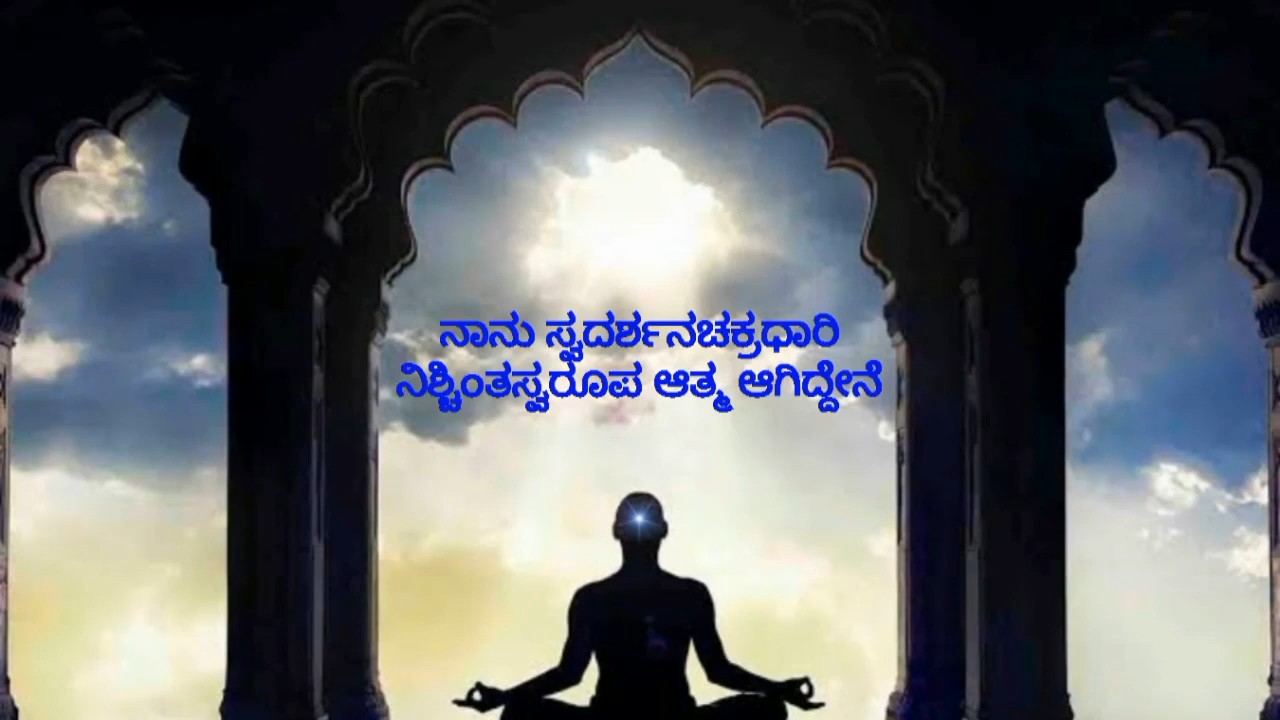 ನಾನು ಸ್ವದರ್ಶನಚಕ್ರಧಾರಿ
ನಿಶ್ಚಿಂತಸ್ವರೂಪ ಆತ್ಮ ಆಗಿದ್ದೇನೆ